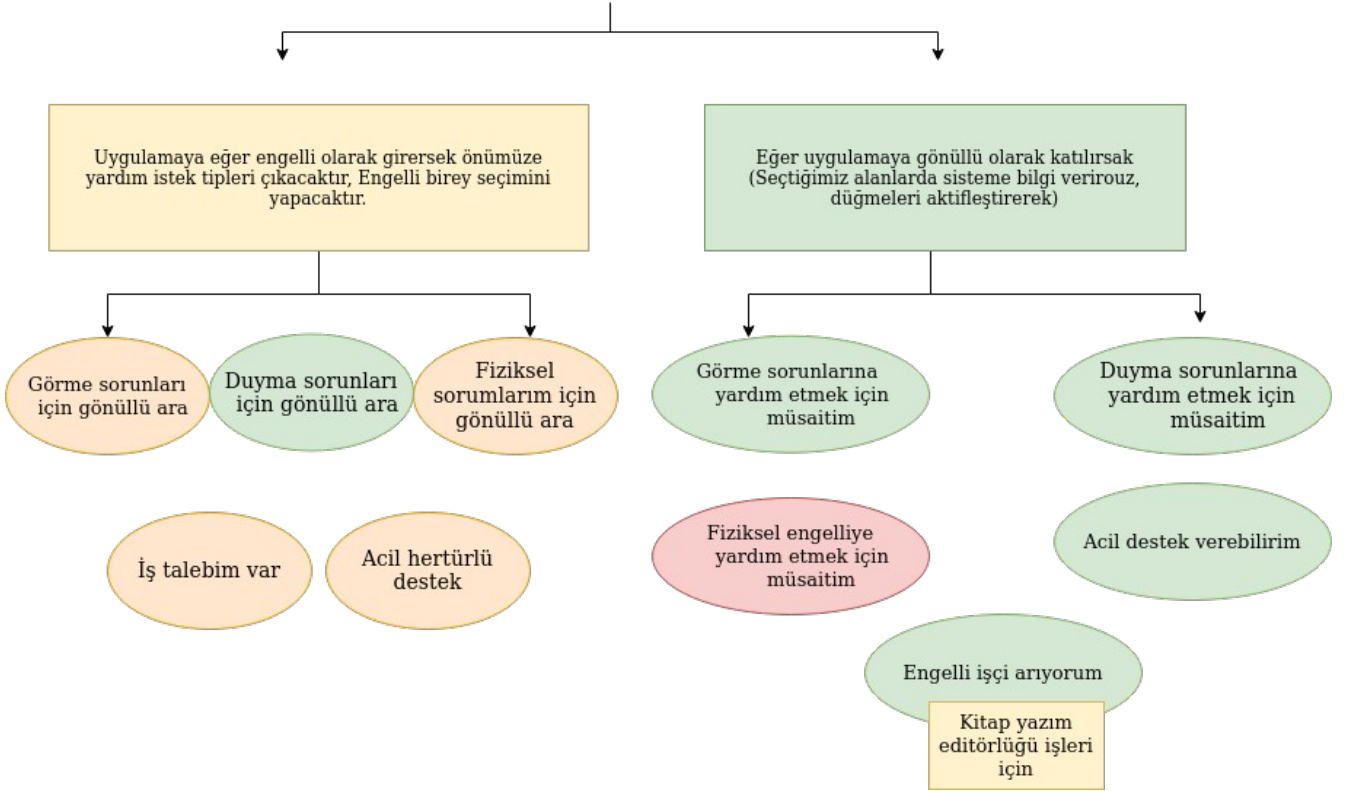 Uygulamaya eğer engelli olarak girersek önümüze
yardım istek tipleri çıkacaktır, Engelli birey seçimini
yapacaktır.
Eğer uygulamaya gönüllü olarak katılırsak
(Seçtiğimiz alanlarda sisteme bilgi verirouz,
düğmeleri aktifleştirerek)
Görme sorunları
için gönüllü ara
Duyma sorunları
için gönüllü ara
Fiziksel
sorumlarım için
gönüllü ara
Görme sorunlarına
yardım etmek için
müsaitim
Duyma sorunlarına
yardım etmek için
müsaitim
İş talebim var
Acil hertürlü
destek
Fiziksel engelliye
yardım etmek için
müsaitim
Acil destek verebilirim
Engelli işçi arıyorum
Kitap yazım
editörlüğü işleri
için